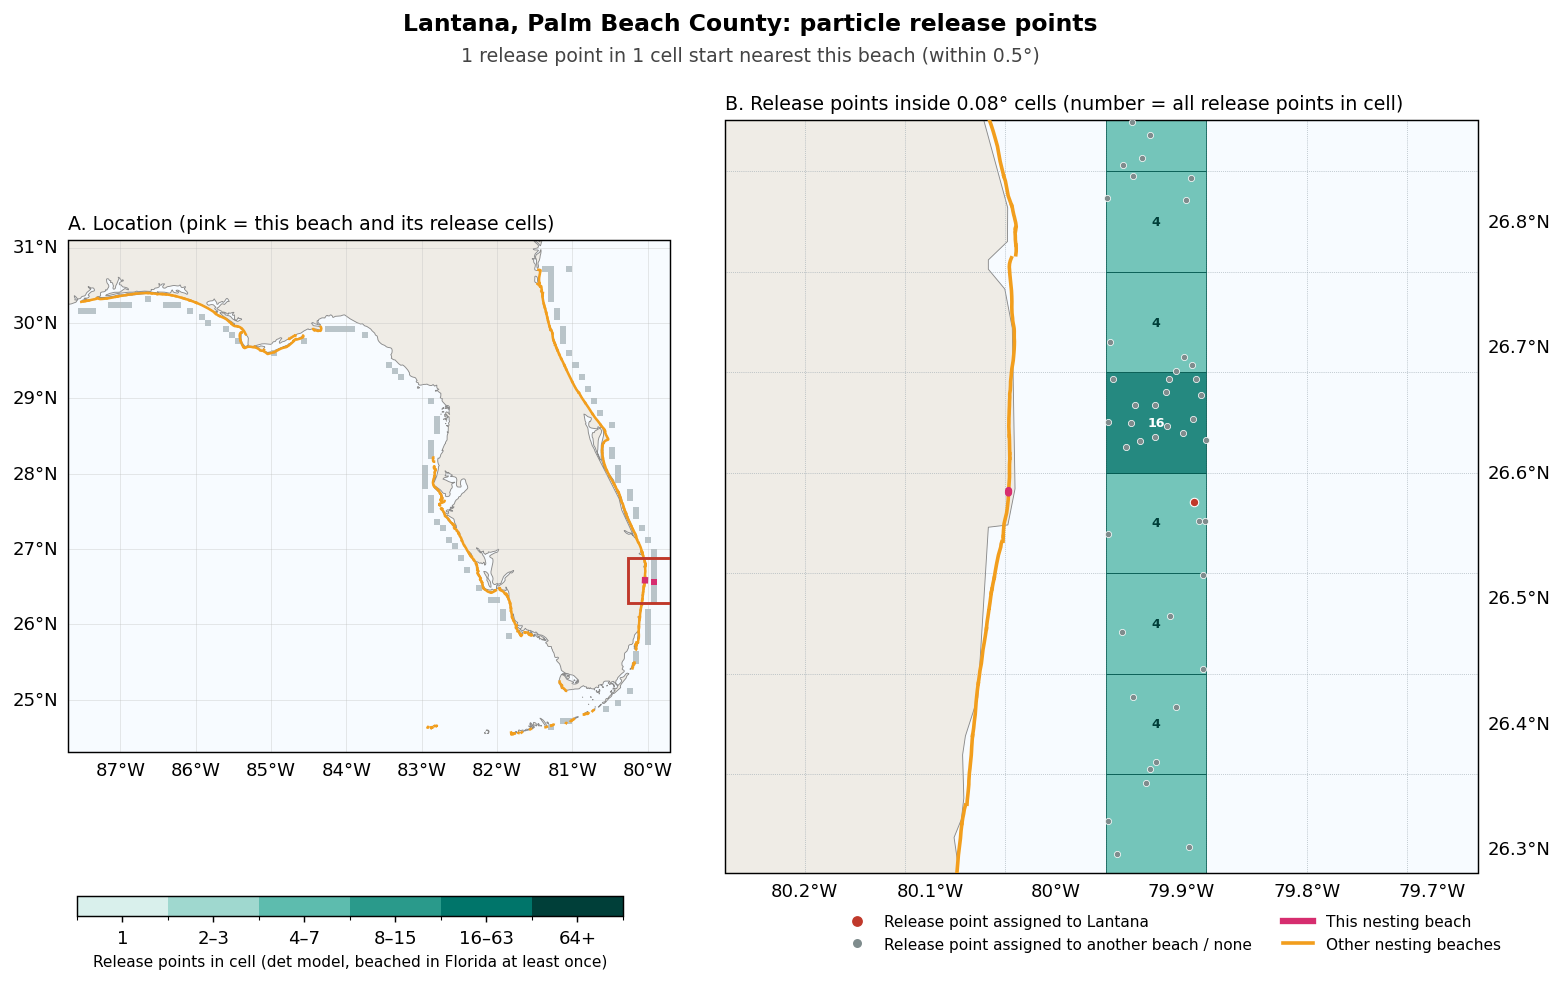 Lantana, Palm Beach County: particle release points
1 release point in 1 cell start nearest this beach (within 0.5°)
A. Location (pink = this beach and its release cells)
31°N
30°N
29°N
28°N
27°N
26°N
25°N
87°W 86°W 85°W 84°W 83°W 82°W 81°W 80°W
B. Release points inside 0.08° cells (number = all release points in cell)
4
4
16
4
4
4
26.8°N
26.7°N
26.6°N
26.5°N
26.4°N
26.3°N
80.2°W 80.1°W 80°W 79.9°W 79.8°W 79.7°W
1 2–3 4–7 8–15 16–63 64+
Release points in cell (det model, beached in Florida at least once)
Release point assigned to Lantana
Release point assigned to another beach / none
This nesting beach
Other nesting beaches